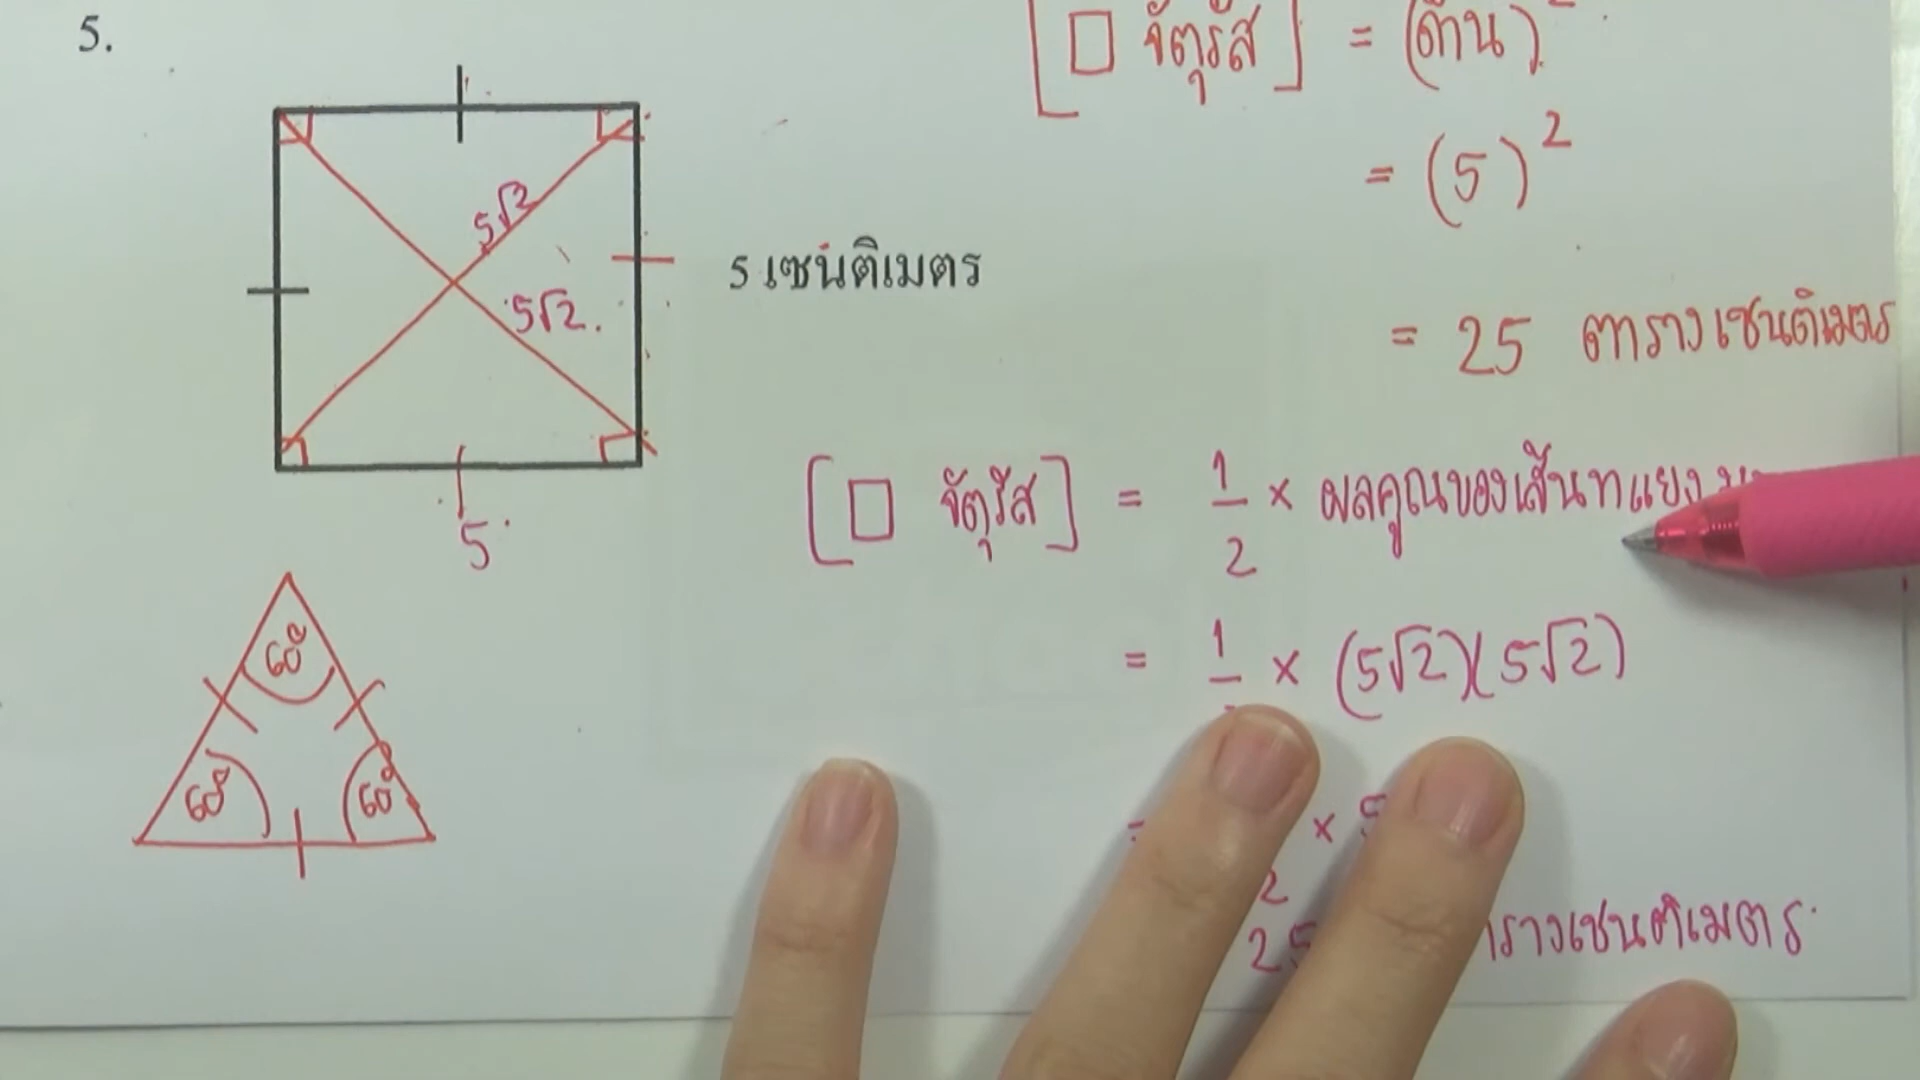 5.
[□ จัตุรัส] = (ด้าน)
= (5)²
= 25 ตารางเซนติเมตร
5√2
5√2.
5 เซนติเมตร
5
[□ จัตุรัส] = 1/2 × ผลคูณของเส้นทแยง
= 1/ × (5√2)(5√2)
60°
60° 60°
= × 5
2
25 ารางเซนติเมตร